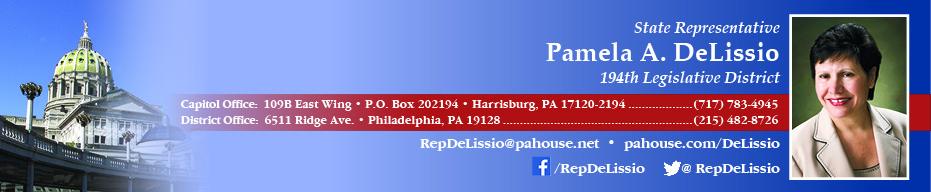 State Representative
Pamela A. DeLissio
194th Legislative District
Capitol Office: 109B East Wing • P.O. Box 202194 • Harrisburg, PA 17120-2194 ................... (717) 783-4945
District Office: 6511 Ridge Ave. • Philadelphia, PA 19128 ......................................................... (215) 482-8726
RepDeLissio@pahouse.net • pahouse.com/DeLissio
f /RepDeLissio @ RepDeLissio